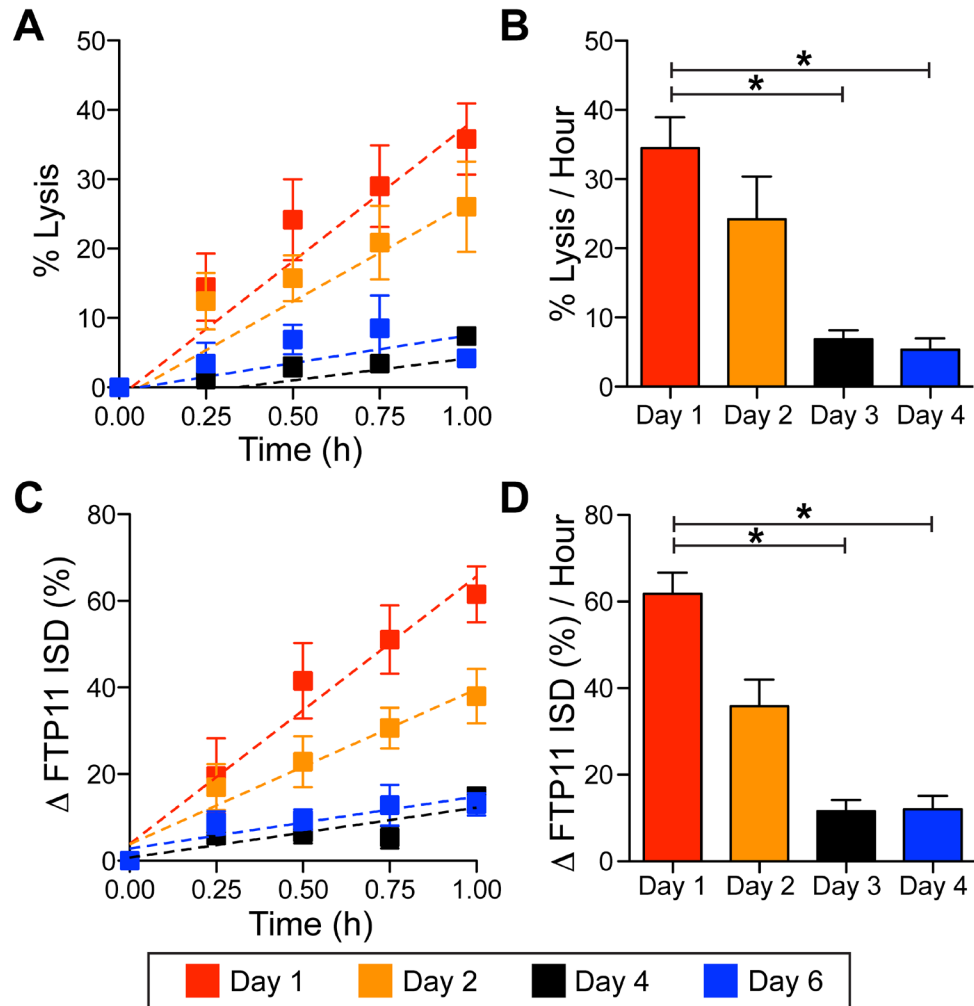 A
50
40
30
20
10
0
% Lysis
0.00 0.25 0.50 0.75 1.00
Time (h)
B
50
40
30
20
10
0
% Lysis / Hour
* *
Day 1 Day 2 Day 3 Day 4
C
80
60
40
20
0
Δ FTP11 ISD (%)
0.00 0.25 0.50 0.75 1.00
Time (h)
D
80
60
40
20
0
Δ FTP11 ISD (%) / Hour
* *
Day 1 Day 2 Day 3 Day 4
Day 1 Day 2 Day 4 Day 6